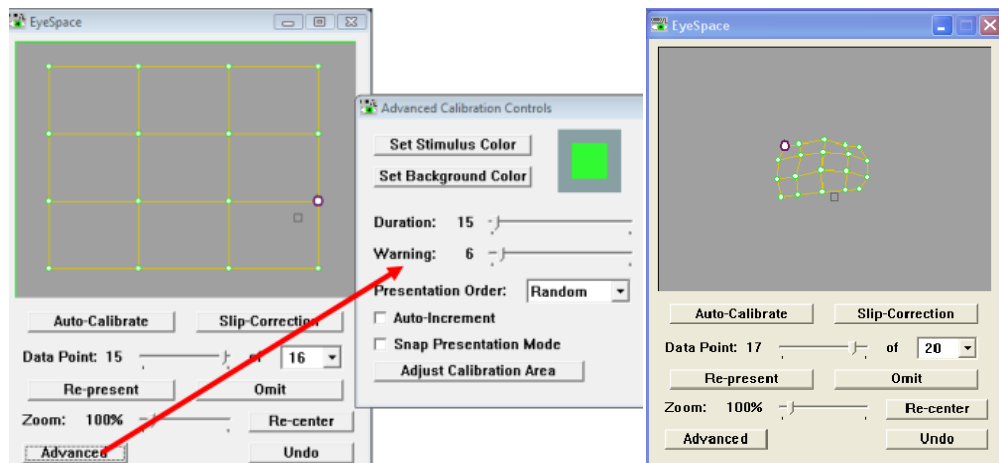 EyeSpace
Auto-Calibrate Slip-Correction
Data Point: 15 of 16
Re-present Omit
Zoom: 100% Re-center
Advanced Undo
Advanced Calibration Controls
Set Stimulus Color
Set Background Color
Duration: 15
Warning: 6
Presentation Order: Random
Auto-Increment
Snap Presentation Mode
Adjust Calibration Area
EyeSpace
Auto-Calibrate Slip-Correction
Data Point: 17 of 20
Re-present Omit
Zoom: 100% Re-center
Advanced Undo